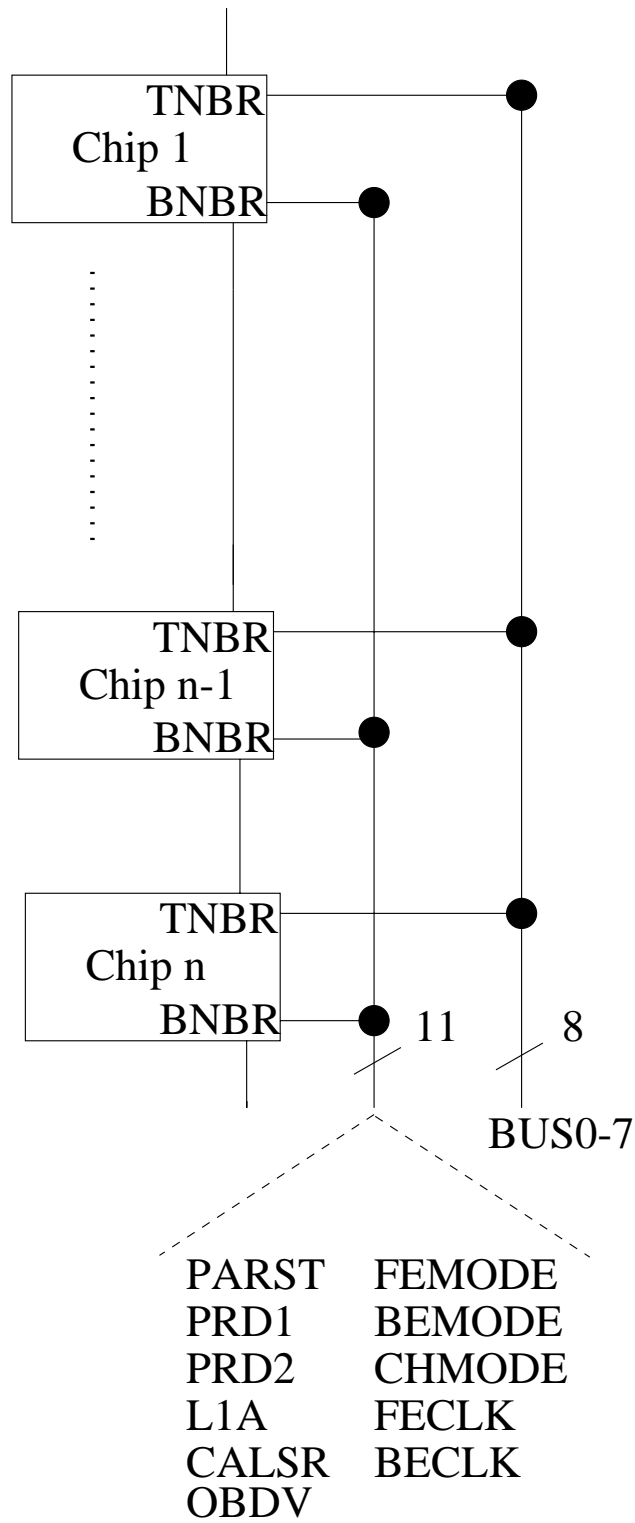 TNBR
Chip 1
BNBR
TNBR
Chip n-1
BNBR
TNBR
Chip n
BNBR
11 8
BUS0-7
PARST FEMODE
PRD1 BEMODE
PRD2 CHMODE
L1A FECLK
CALSR BECLK
OBDV